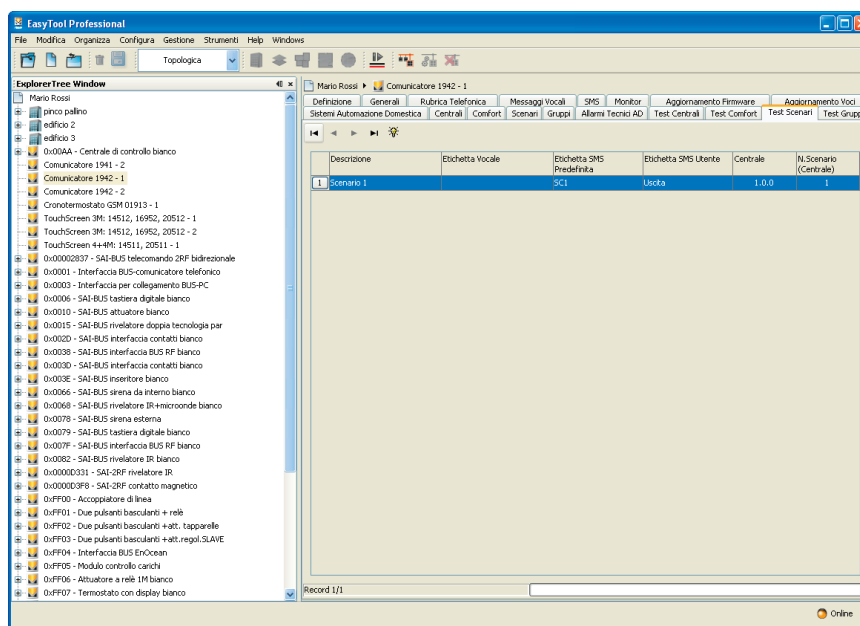 EasyTool Professional
File Modifica Organizza Configura Gestione Strumenti Help Windows
Topologica
ExplorerTree Window
Mario Rossi
pinco pallino
edificio 2
edificio 3
0x00AA - Centrale di controllo bianco
Comunicatore 1941 - 2
Comunicatore 1942 - 1
Comunicatore 1942 - 2
Cronotermostato GSM 01913 - 1
TouchScreen 3M: 14512, 16952, 20512 - 1
TouchScreen 3M: 14512, 16952, 20512 - 2
TouchScreen 4+4M: 14511, 20511 - 1
0x00002837 - SAI-BUS telecomando 2RF bidirezionale
0x0001 - Interfaccia BUS-comunicatore telefonico
0x0003 - Interfaccia per collegamento BUS-PC
0x0006 - SAI-BUS tastiera digitale bianco
0x0010 - SAI-BUS attuatore bianco
0x0015 - SAI-BUS rivelatore doppia tecnologia par
0x002D - SAI-BUS interfaccia contatti bianco
0x0038 - SAI-BUS interfaccia BUS RF bianco
0x003D - SAI-BUS interfaccia contatti bianco
0x003E - SAI-BUS inseritore bianco
0x0066 - SAI-BUS sirena da interno bianco
0x0068 - SAI-BUS rivelatore IR+microonde bianco
0x0078 - SAI-BUS sirena esterna
0x0079 - SAI-BUS tastiera digitale bianco
0x007F - SAI-BUS interfaccia BUS RF bianco
0x0082 - SAI-BUS rivelatore IR bianco
0x0000D331 - SAI-2RF rivelatore IR
0x0000D3F8 - SAI-2RF contatto magnetico
0xFF00 - Accoppiatore di linea
0xFF01 - Due pulsanti basculanti + relè
0xFF02 - Due pulsanti basculanti +att. tapparelle
0xFF03 - Due pulsanti basculanti +att.regol.SLAVE
0xFF04 - Interfaccia BUS EnOcean
0xFF05 - Modulo controllo carichi
0xFF06 - Attuatore a relè 1M bianco
0xFF07 - Termostato con display bianco
Mario Rossi Comunicatore 1942 - 1
Definizione Generali Rubrica Telefonica Messaggi Vocali SMS Monitor Aggiornamento Firmware Aggiornamento Voci
Sistemi Automazione Domestica Centrali Comfort Scenari Gruppi Allarmi Tecnici AD Test Centrali Test Comfort Test Scenari Test Grupp
Descrizione Etichetta Vocale Etichetta SMS Predefinita Etichetta SMS Utente Centrale N.Scenario (Centrale)
1 Scenario 1 SC1 Uscita 1.0.0 1
Record 1/1
Online